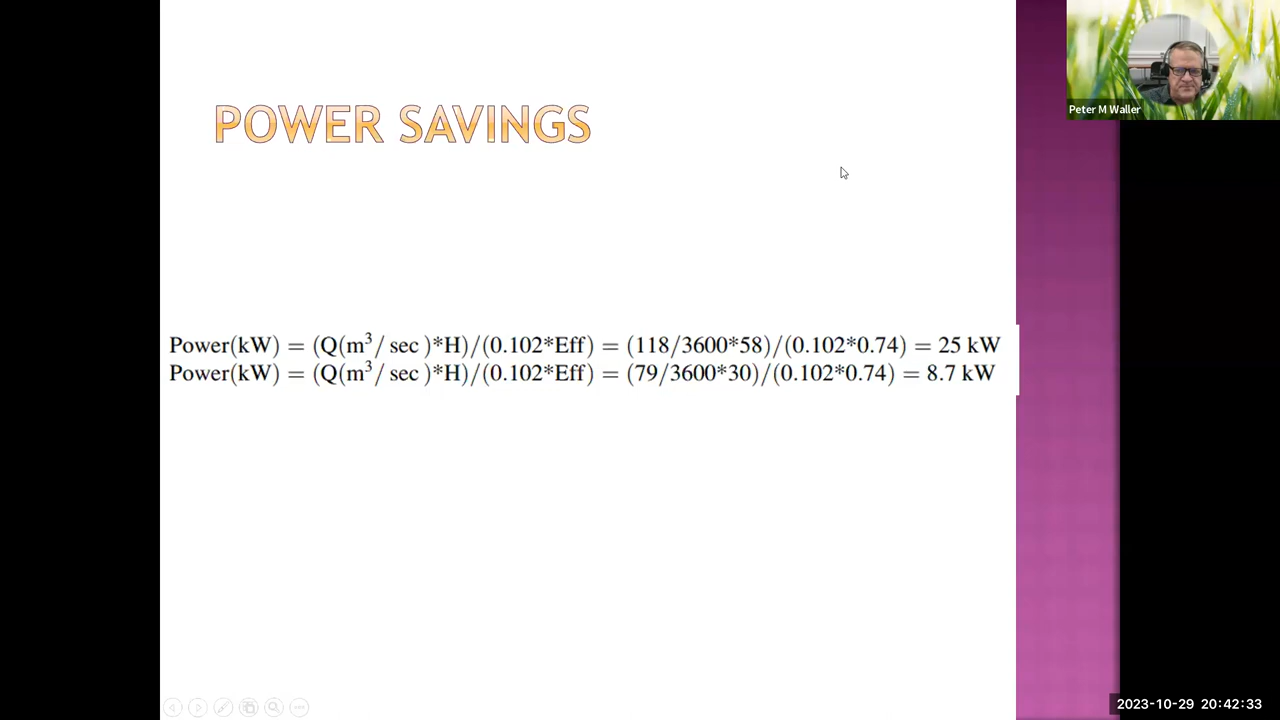 POWER SAVINGS
Peter M Waller
Power(kW) = (Q(m³/ sec )*H)/(0.102*Eff) = (118/3600*58)/(0.102*0.74) = 25 kW
Power(kW) = (Q(m³/ sec )*H)/(0.102*Eff) = (79/3600*30)/(0.102*0.74) = 8.7 kW
2023-10-29 20:42:33